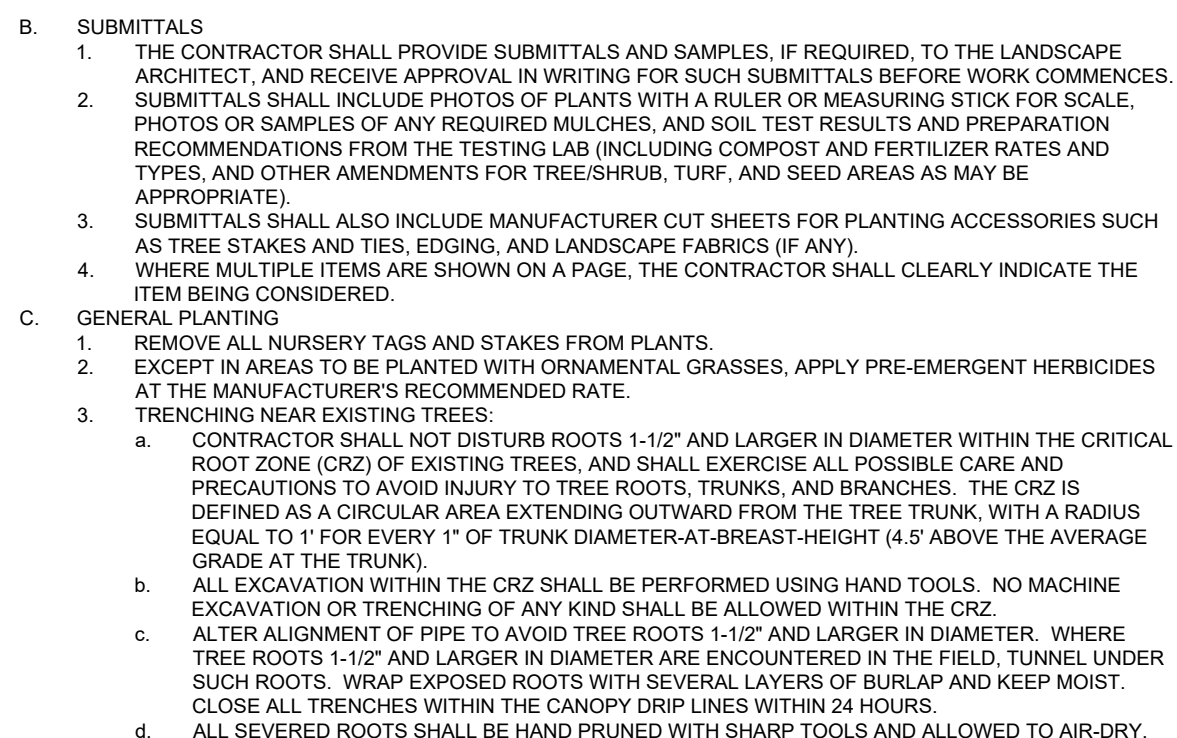 B. SUBMITTALS
1. THE CONTRACTOR SHALL PROVIDE SUBMITTALS AND SAMPLES, IF REQUIRED, TO THE LANDSCAPE
ARCHITECT, AND RECEIVE APPROVAL IN WRITING FOR SUCH SUBMITTALS BEFORE WORK COMMENCES.
2. SUBMITTALS SHALL INCLUDE PHOTOS OF PLANTS WITH A RULER OR MEASURING STICK FOR SCALE,
PHOTOS OR SAMPLES OF ANY REQUIRED MULCHES, AND SOIL TEST RESULTS AND PREPARATION
RECOMMENDATIONS FROM THE TESTING LAB (INCLUDING COMPOST AND FERTILIZER RATES AND
TYPES, AND OTHER AMENDMENTS FOR TREE/SHRUB, TURF, AND SEED AREAS AS MAY BE
APPROPRIATE).
3. SUBMITTALS SHALL ALSO INCLUDE MANUFACTURER CUT SHEETS FOR PLANTING ACCESSORIES SUCH
AS TREE STAKES AND TIES, EDGING, AND LANDSCAPE FABRICS (IF ANY).
4. WHERE MULTIPLE ITEMS ARE SHOWN ON A PAGE, THE CONTRACTOR SHALL CLEARLY INDICATE THE
ITEM BEING CONSIDERED.
C. GENERAL PLANTING
1. REMOVE ALL NURSERY TAGS AND STAKES FROM PLANTS.
2. EXCEPT IN AREAS TO BE PLANTED WITH ORNAMENTAL GRASSES, APPLY PRE-EMERGENT HERBICIDES
AT THE MANUFACTURER'S RECOMMENDED RATE.
3. TRENCHING NEAR EXISTING TREES:
a. CONTRACTOR SHALL NOT DISTURB ROOTS 1-1/2" AND LARGER IN DIAMETER WITHIN THE CRITICAL
ROOT ZONE (CRZ) OF EXISTING TREES, AND SHALL EXERCISE ALL POSSIBLE CARE AND
PRECAUTIONS TO AVOID INJURY TO TREE ROOTS, TRUNKS, AND BRANCHES. THE CRZ IS
DEFINED AS A CIRCULAR AREA EXTENDING OUTWARD FROM THE TREE TRUNK, WITH A RADIUS
EQUAL TO 1' FOR EVERY 1" OF TRUNK DIAMETER-AT-BREAST-HEIGHT (4.5' ABOVE THE AVERAGE
GRADE AT THE TRUNK).
b. ALL EXCAVATION WITHIN THE CRZ SHALL BE PERFORMED USING HAND TOOLS. NO MACHINE
EXCAVATION OR TRENCHING OF ANY KIND SHALL BE ALLOWED WITHIN THE CRZ.
c. ALTER ALIGNMENT OF PIPE TO AVOID TREE ROOTS 1-1/2" AND LARGER IN DIAMETER. WHERE
TREE ROOTS 1-1/2" AND LARGER IN DIAMETER ARE ENCOUNTERED IN THE FIELD, TUNNEL UNDER
SUCH ROOTS. WRAP EXPOSED ROOTS WITH SEVERAL LAYERS OF BURLAP AND KEEP MOIST.
CLOSE ALL TRENCHES WITHIN THE CANOPY DRIP LINES WITHIN 24 HOURS.
d. ALL SEVERED ROOTS SHALL BE HAND PRUNED WITH SHARP TOOLS AND ALLOWED TO AIR-DRY.